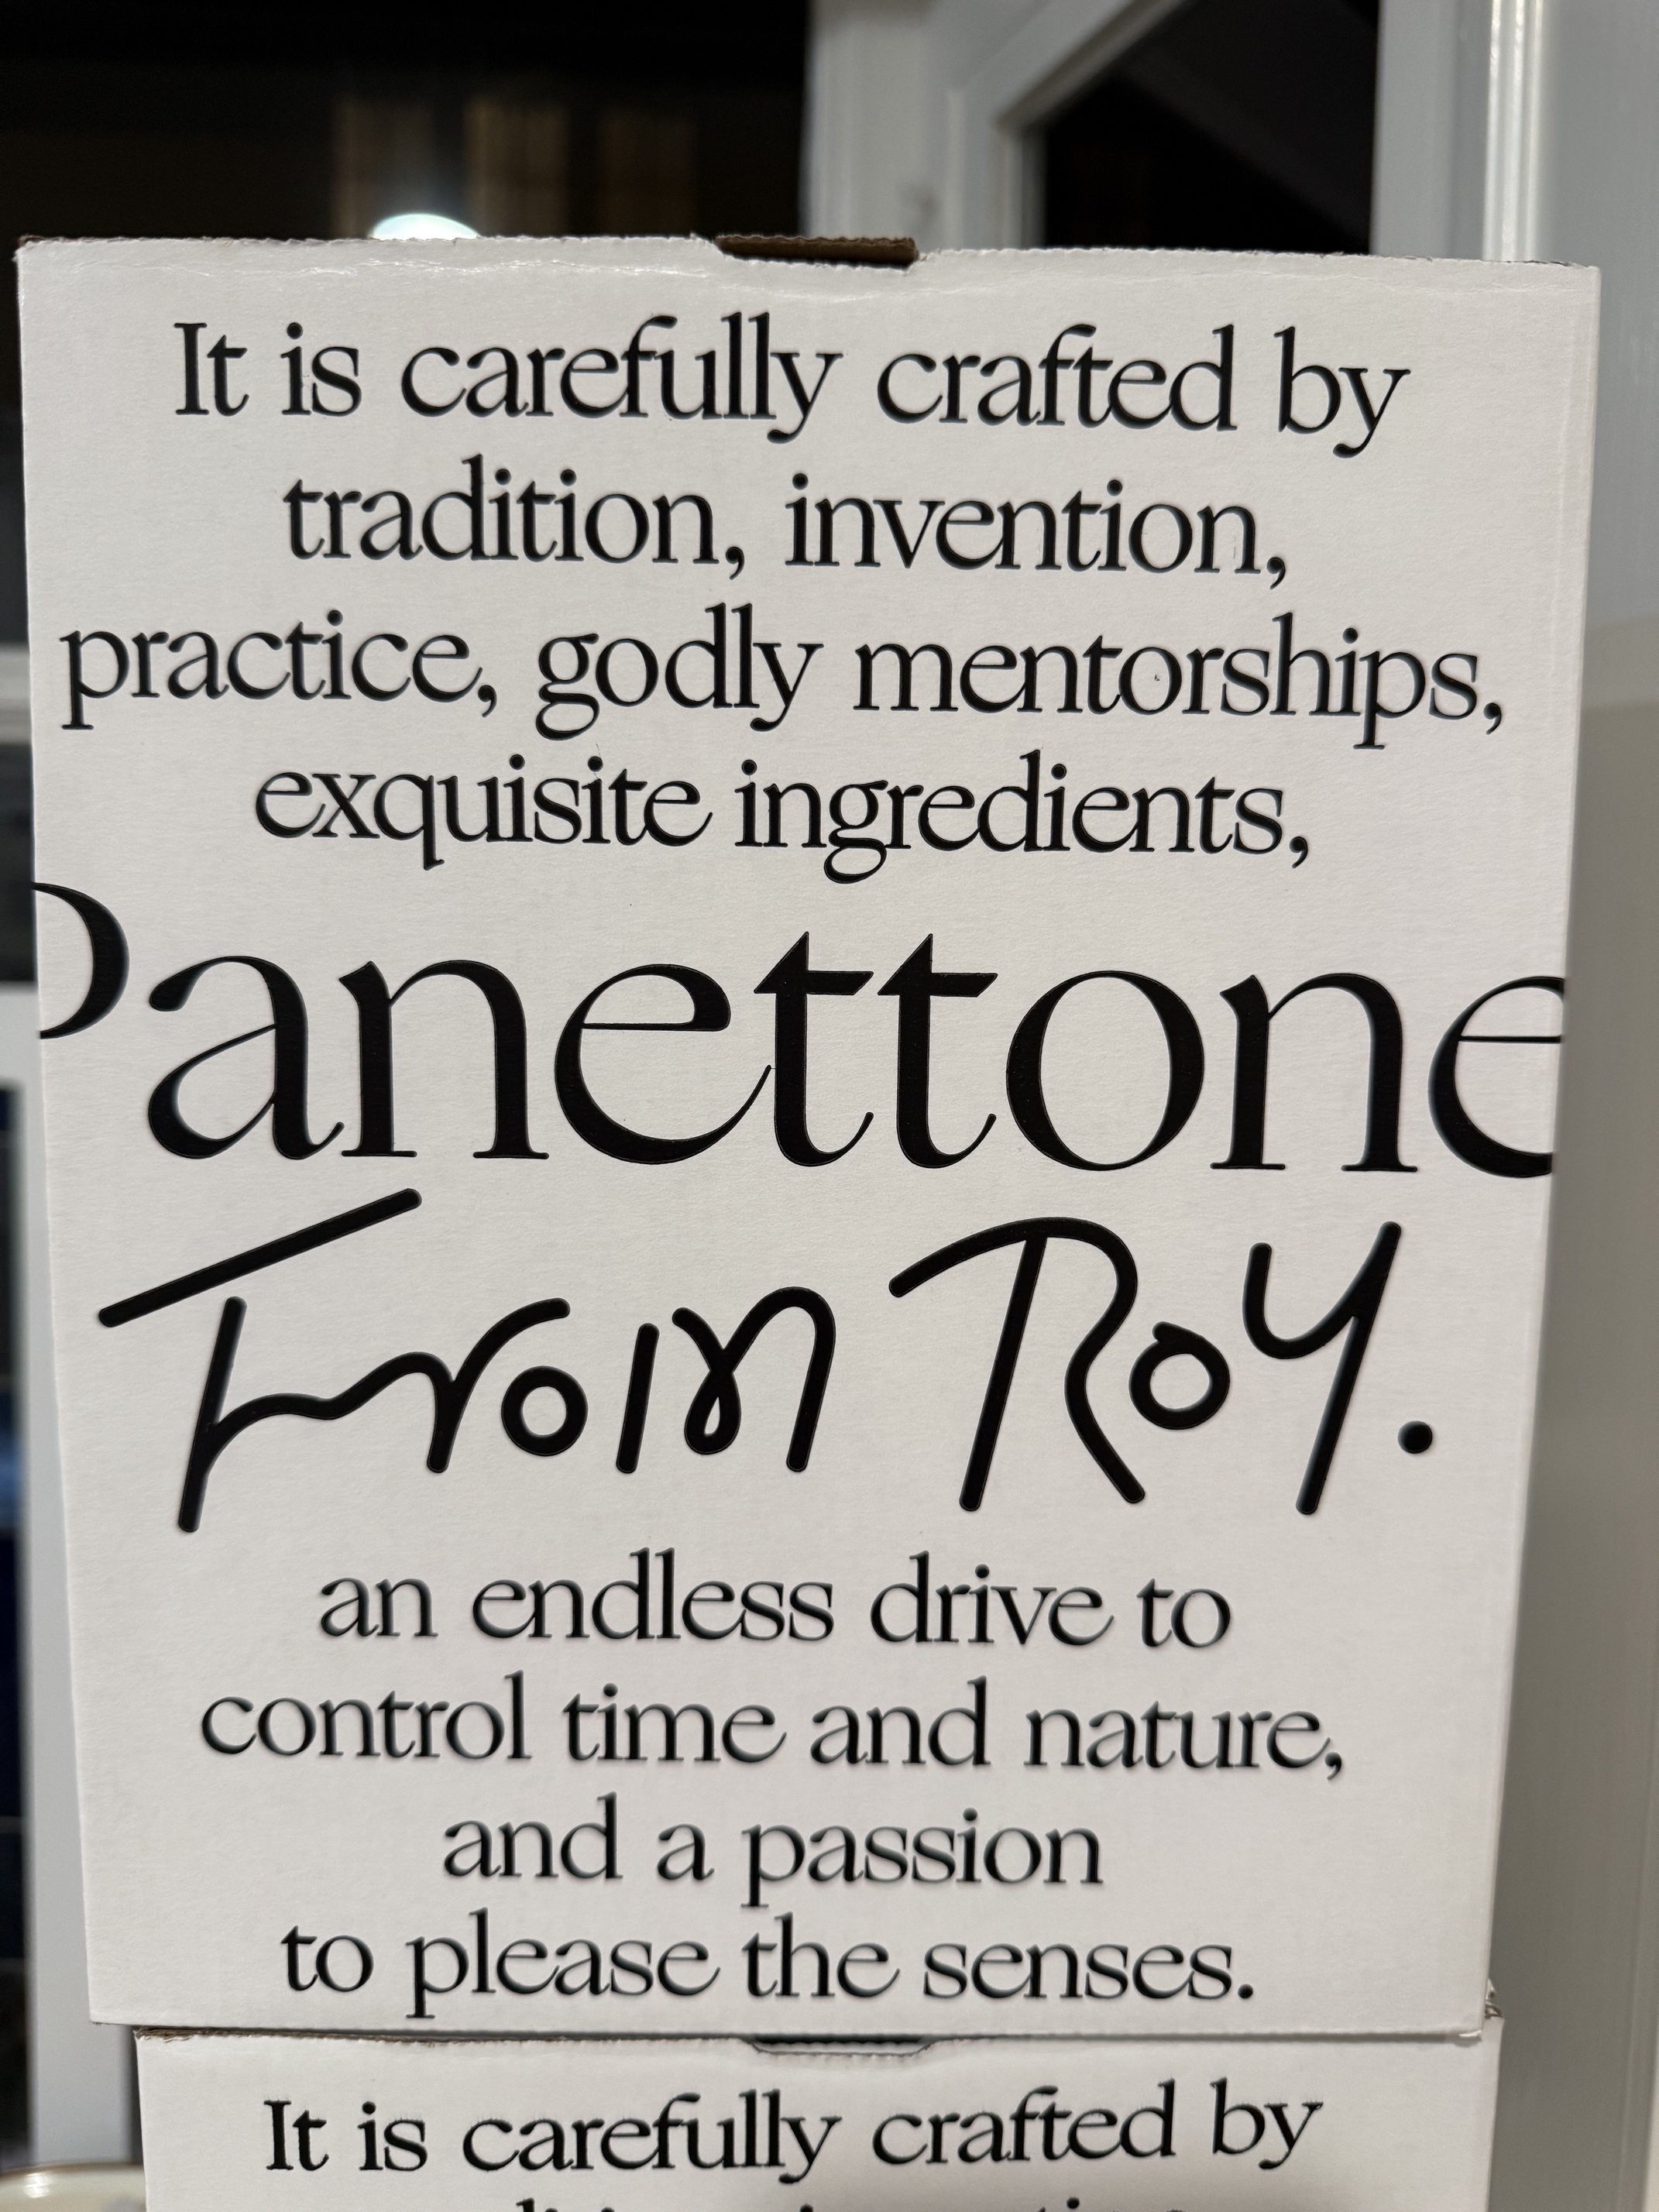 It is carefully crafted by
tradition, invention,
practice, godly mentorships,
exquisite ingredients,
Panettone
From Roy.
an endless drive to
control time and nature,
and a passion
to please the senses.
It is carefully crafted by